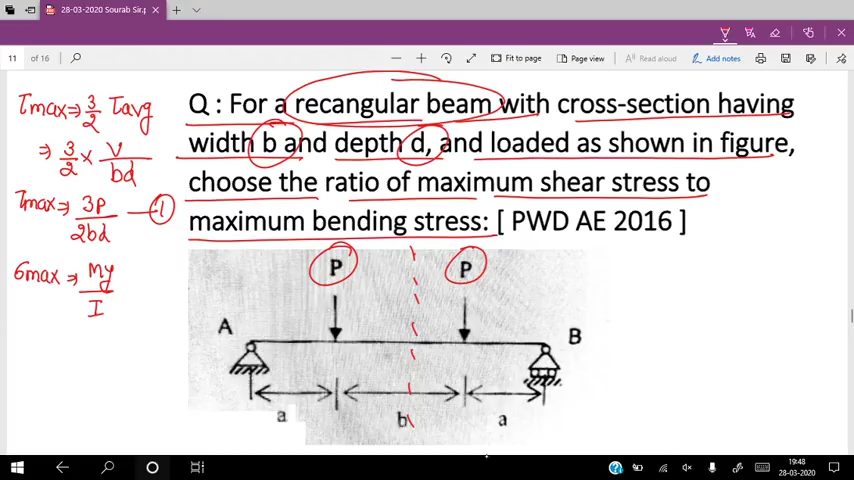 28-03-2020 Sourab Sir.p
11 of 16
Fit to page
Page view
Read aloud
Add notes
Q : For a recangular beam with cross-section having
width b and depth d, and loaded as shown in figure,
choose the ratio of maximum shear stress to
maximum bending stress: [ PWD AE 2016 ]
τmax ⇒ 3/2 τavg
⇒ 3/2 × V/bd
τmax ⇒ 3P/2bd — 1
σmax ⇒ My/I
P P
A B
a b a
19:48
28-03-2020